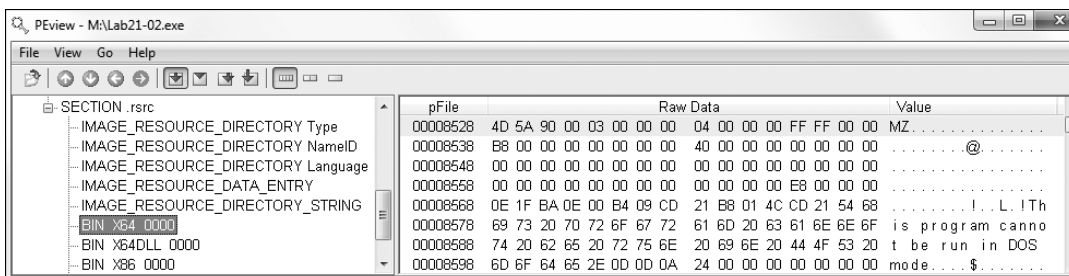 PEview - M:\Lab21-02.exe
File View Go Help
SECTION .rsrc
IMAGE_RESOURCE_DIRECTORY Type
IMAGE_RESOURCE_DIRECTORY NameID
IMAGE_RESOURCE_DIRECTORY Language
IMAGE_RESOURCE_DATA_ENTRY
IMAGE_RESOURCE_DIRECTORY_STRING
BIN X64 0000
BIN X64DLL 0000
BIN X86 0000
pFile Raw Data Value
00008528 4D 5A 90 00 03 00 00 00 04 00 00 00 FF FF 00 00 MZ..............
00008538 B8 00 00 00 00 00 00 00 40 00 00 00 00 00 00 00 ........@.......
00008548 00 00 00 00 00 00 00 00 00 00 00 00 00 00 00 00 ................
00008558 00 00 00 00 00 00 00 00 00 00 00 00 E8 00 00 00 ................
00008568 0E 1F BA 0E 00 B4 09 CD 21 B8 01 4C CD 21 54 68 ........!..L.!Th
00008578 69 73 20 70 72 6F 67 72 61 6D 20 63 61 6E 6E 6F is program canno
00008588 74 20 62 65 20 72 75 6E 20 69 6E 20 44 4F 53 20 t be run in DOS
00008598 6D 6F 64 65 2E 0D 0D 0A 24 00 00 00 00 00 00 00 mode....$.......